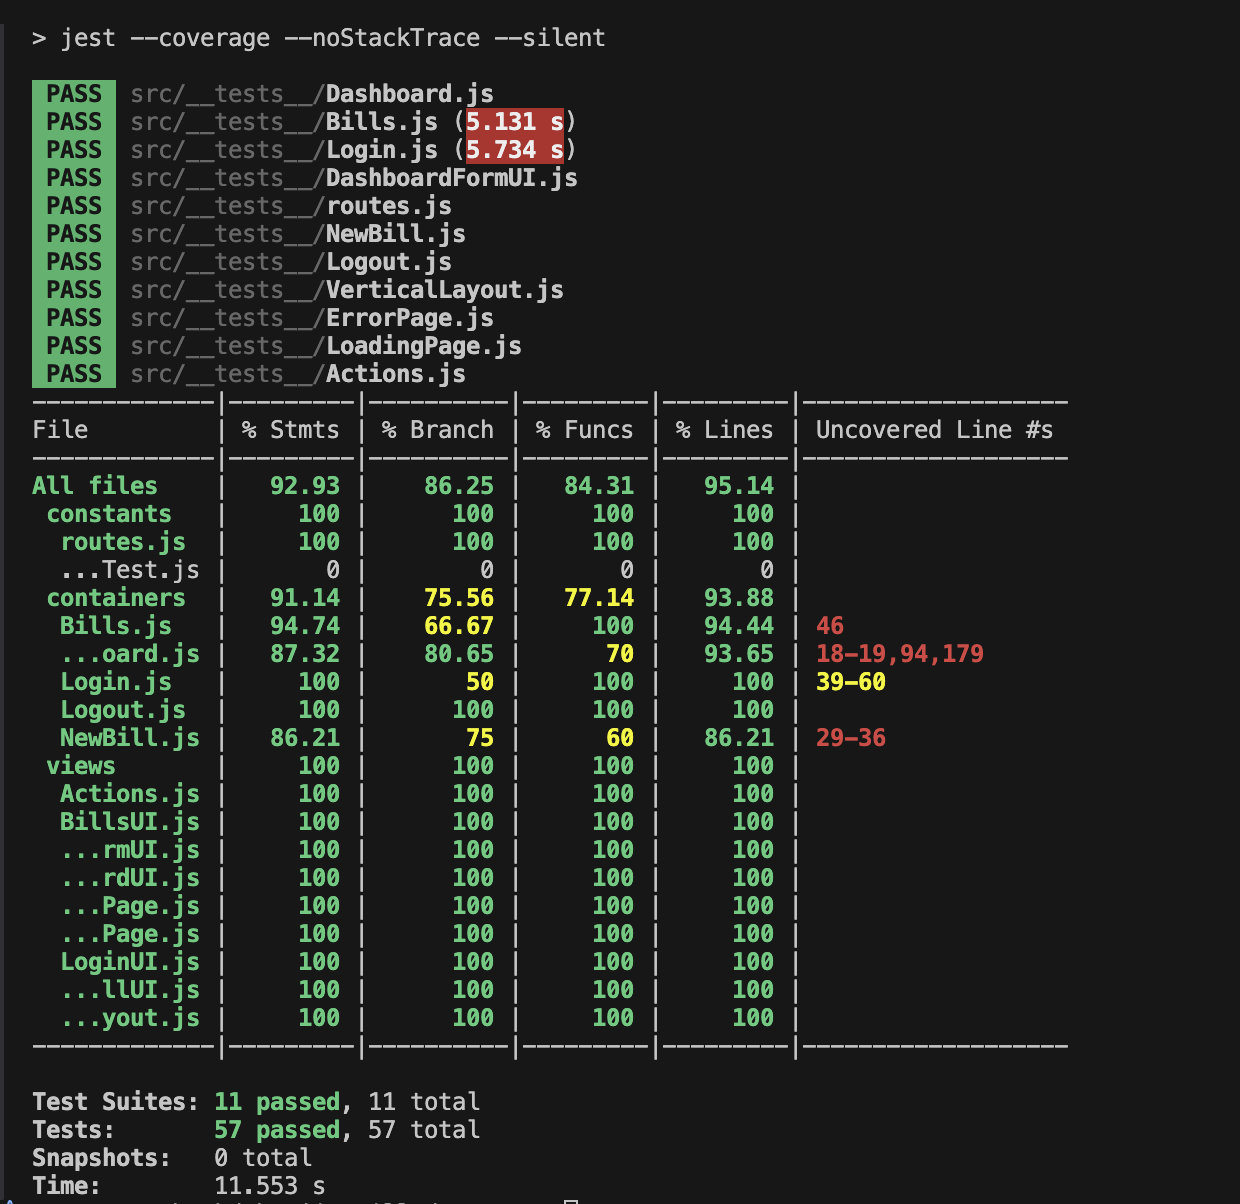 > jest --coverage --noStackTrace --silent
PASS src/__tests__/Dashboard.js
PASS src/__tests__/Bills.js (5.131 s)
PASS src/__tests__/Login.js (5.734 s)
PASS src/__tests__/DashboardFormUI.js
PASS src/__tests__/routes.js
PASS src/__tests__/NewBill.js
PASS src/__tests__/Logout.js
PASS src/__tests__/VerticalLayout.js
PASS src/__tests__/ErrorPage.js
PASS src/__tests__/LoadingPage.js
PASS src/__tests__/Actions.js
-------------|---------|----------|---------|---------|-------------------
File | % Stmts | % Branch | % Funcs | % Lines | Uncovered Line #s
-------------|---------|----------|---------|---------|-------------------
All files | 92.93 | 86.25 | 84.31 | 95.14 |
constants | 100 | 100 | 100 | 100 |
routes.js | 100 | 100 | 100 | 100 |
...Test.js | 0 | 0 | 0 | 0 |
containers | 91.14 | 75.56 | 77.14 | 93.88 |
Bills.js | 94.74 | 66.67 | 100 | 94.44 | 46
...oard.js | 87.32 | 80.65 | 70 | 93.65 | 18-19,94,179
Login.js | 100 | 50 | 100 | 100 | 39-60
Logout.js | 100 | 100 | 100 | 100 |
NewBill.js | 86.21 | 75 | 60 | 86.21 | 29-36
views | 100 | 100 | 100 | 100 |
Actions.js | 100 | 100 | 100 | 100 |
BillsUI.js | 100 | 100 | 100 | 100 |
...rmUI.js | 100 | 100 | 100 | 100 |
...rdUI.js | 100 | 100 | 100 | 100 |
...Page.js | 100 | 100 | 100 | 100 |
...Page.js | 100 | 100 | 100 | 100 |
LoginUI.js | 100 | 100 | 100 | 100 |
...llUI.js | 100 | 100 | 100 | 100 |
...yout.js | 100 | 100 | 100 | 100 |
-------------|---------|----------|---------|---------|-------------------
Test Suites: 11 passed, 11 total
Tests: 57 passed, 57 total
Snapshots: 0 total
Time: 11.553 s